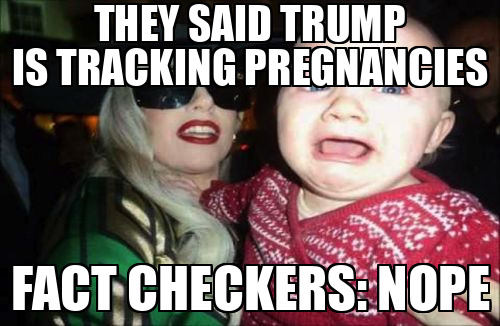 THEY SAID TRUMP
IS TRACKING PREGNANCIES
FACT CHECKERS: NOPE